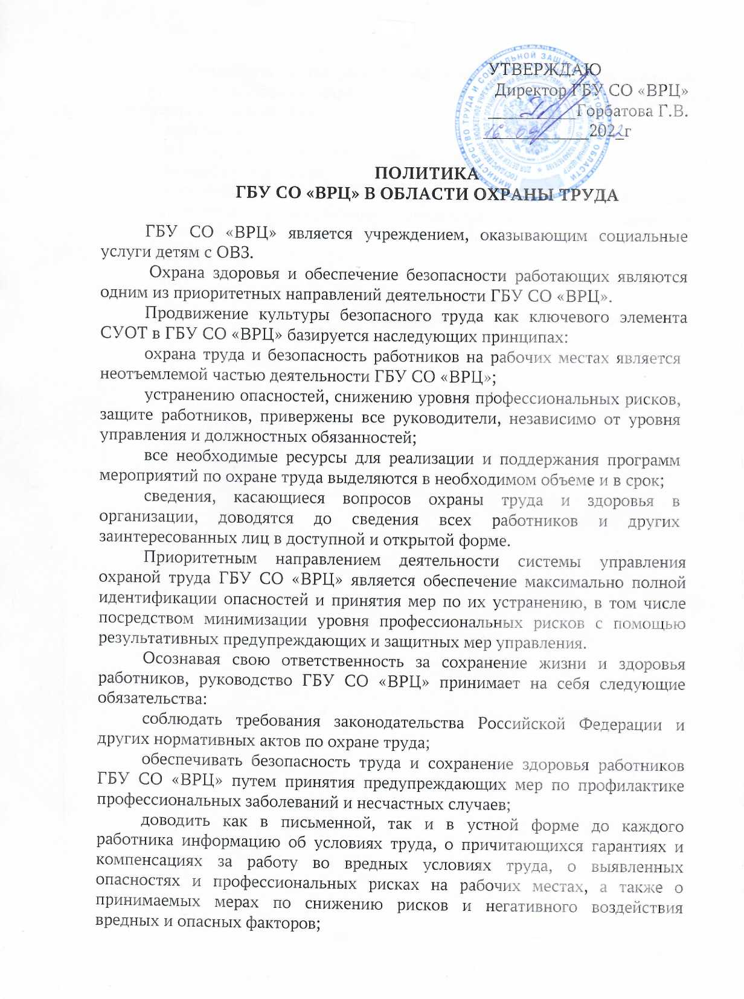 УТВЕРЖДАЮ
Директор ГБУ СО «ВРЦ»
__________Горбатова Г.В.
16 09 2022г
ПОЛИТИКА
ГБУ СО «ВРЦ» В ОБЛАСТИ ОХРАНЫ ТРУДА
ГБУ СО «ВРЦ» является учреждением, оказывающим социальные
услуги детям с ОВЗ.
Охрана здоровья и обеспечение безопасности работающих являются
одним из приоритетных направлений деятельности ГБУ СО «ВРЦ».
Продвижение культуры безопасного труда как ключевого элемента
СУОТ в ГБУ СО «ВРЦ» базируется наследующих принципах:
охрана труда и безопасность работников на рабочих местах является
неотъемлемой частью деятельности ГБУ СО «ВРЦ»;
устранению опасностей, снижению уровня профессиональных рисков,
защите работников, привержены все руководители, независимо от уровня
управления и должностных обязанностей;
все необходимые ресурсы для реализации и поддержания программ
мероприятий по охране труда выделяются в необходимом объеме и в срок;
сведения, касающиеся вопросов охраны труда и здоровья в
организации, доводятся до сведения всех работников и других
заинтересованных лиц в доступной и открытой форме.
Приоритетным направлением деятельности системы управления
охраной труда ГБУ СО «ВРЦ» является обеспечение максимально полной
идентификации опасностей и принятия мер по их устранению, в том числе
посредством минимизации уровня профессиональных рисков с помощью
результативных предупреждающих и защитных мер управления.
Осознавая свою ответственность за сохранение жизни и здоровья
работников, руководство ГБУ СО «ВРЦ» принимает на себя следующие
обязательства:
соблюдать требования законодательства Российской Федерации и
других нормативных актов по охране труда;
обеспечивать безопасность труда и сохранение здоровья работников
ГБУ СО «ВРЦ» путем принятия предупреждающих мер по профилактике
профессиональных заболеваний и несчастных случаев;
доводить как в письменной, так и в устной форме до каждого
работника информацию об условиях труда, о причитающихся гарантиях и
компенсациях за работу во вредных условиях труда, о выявленных
опасностях и профессиональных рисках на рабочих местах, а также о
принимаемых мерах по снижению рисков и негативного воздействия
вредных и опасных факторов;
МИНИСТЕРСТВО ТРУДА И СОЦИАЛЬНОЙ ЗАЩИТЫ ОБЛАСТИ